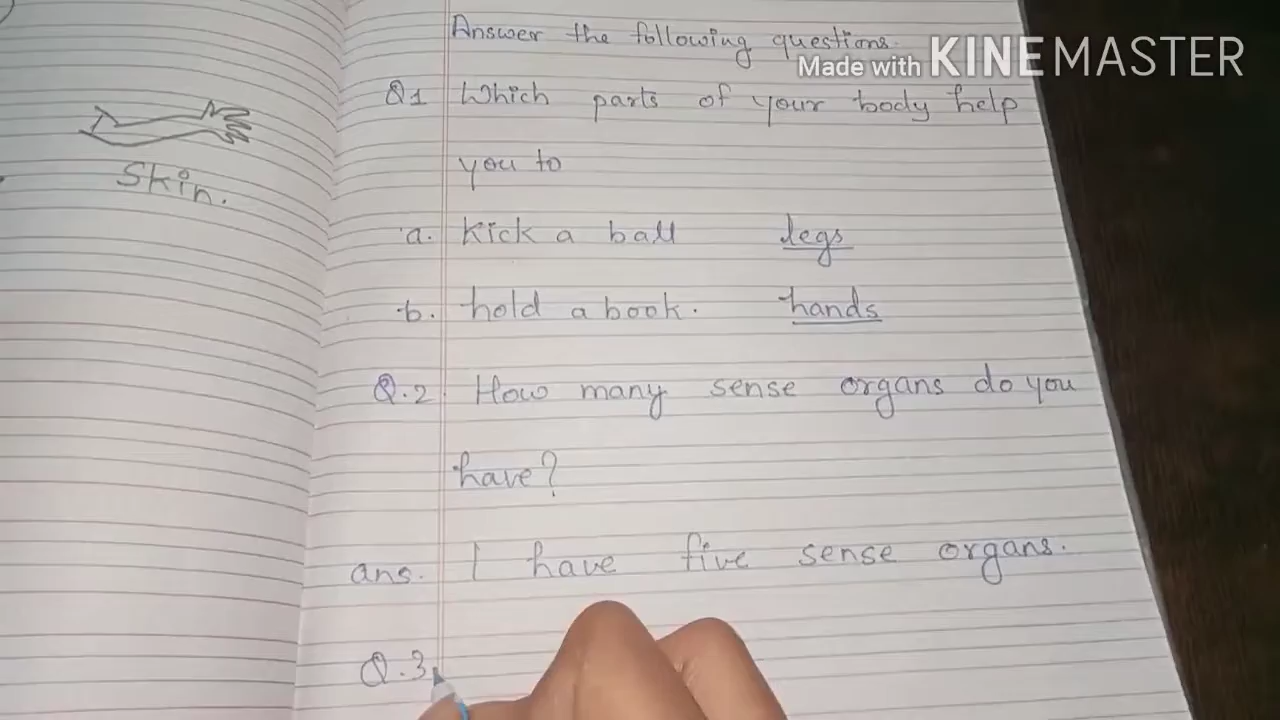 Skin.
Answer the following questions.
Made with KINEMASTER
Q1 Which parts of your body help
you to
a. Kick a ball legs
b. hold a book. hands
Q.2 How many sense organs do you
have?
ans. I have five sense organs.
Q.3